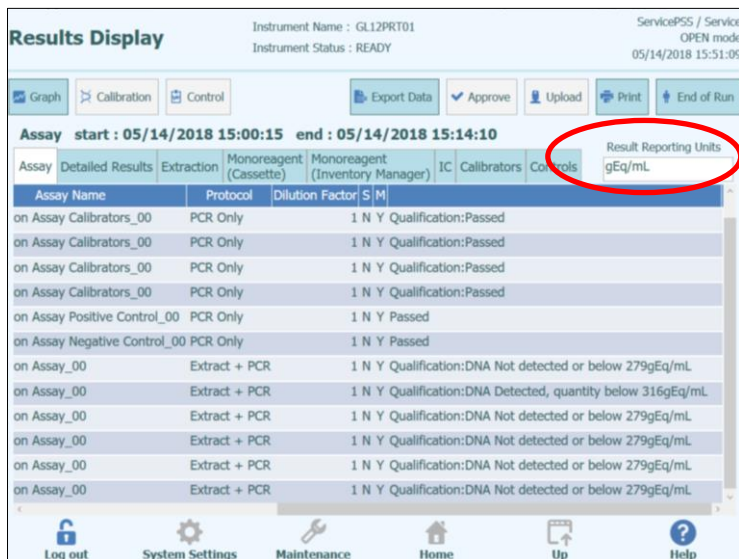 Results Display
Instrument Name : GL12PRT01
Instrument Status : READY
ServicePSS / Service
OPEN mode
05/14/2018 15:51:09
Graph Calibration Control Export Data Approve Upload Print End of Run
Assay start : 05/14/2018 15:00:15 end : 05/14/2018 15:14:10
Result Reporting Units
gEq/mL
Assay Detailed Results Extraction Monoreagent (Cassette) Monoreagent (Inventory Manager) IC Calibrators Controls
Assay Name Protocol Dilution Factor S M
on Assay Calibrators_00 PCR Only 1 N Y Qualification:Passed
on Assay Calibrators_00 PCR Only 1 N Y Qualification:Passed
on Assay Calibrators_00 PCR Only 1 N Y Qualification:Passed
on Assay Calibrators_00 PCR Only 1 N Y Qualification:Passed
on Assay Positive Control_00 PCR Only 1 N Y Passed
on Assay Negative Control_00 PCR Only 1 N Y Passed
on Assay_00 Extract + PCR 1 N Y Qualification:DNA Not detected or below 279gEq/mL
on Assay_00 Extract + PCR 1 N Y Qualification:DNA Detected, quantity below 316gEq/mL
on Assay_00 Extract + PCR 1 N Y Qualification:DNA Not detected or below 279gEq/mL
on Assay_00 Extract + PCR 1 N Y Qualification:DNA Not detected or below 279gEq/mL
on Assay_00 Extract + PCR 1 N Y Qualification:DNA Not detected or below 279gEq/mL
on Assay_00 Extract + PCR 1 N Y Qualification:DNA Not detected or below 279gEq/mL
Log out System Settings Maintenance Home Up Help